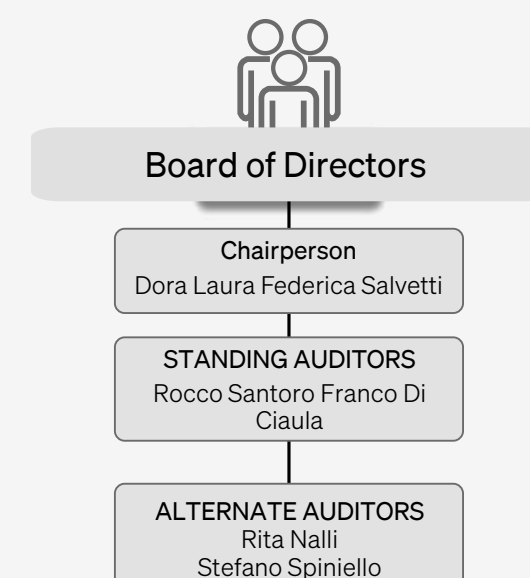 Board of Directors
Chairperson
Dora Laura Federica Salvetti
STANDING AUDITORS
Rocco Santoro Franco Di
Ciaula
ALTERNATE AUDITORS
Rita Nalli
Stefano Spiniello